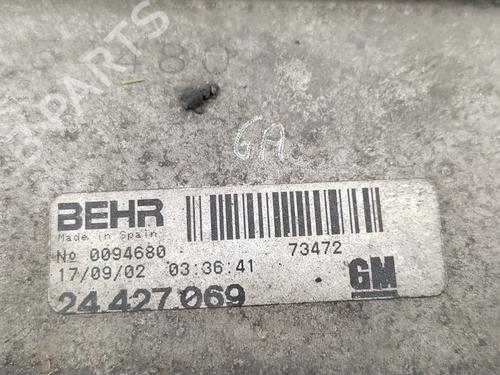 GA
BEHR
Made in Spain
No 0094680
73472
17/09/02 03:36:41
24.427.069
GM